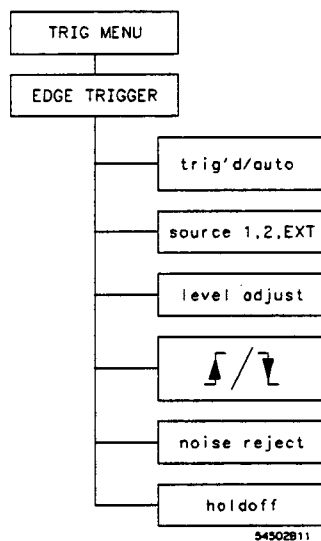 TRIG MENU
EDGE TRIGGER
trig'd/auto
source 1,2,EXT
level adjust
/
noise reject
holdoff
54502B11